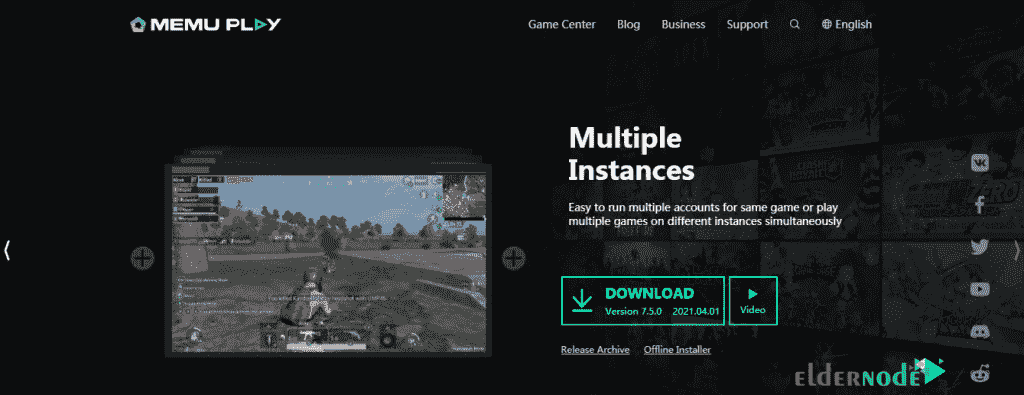 MEMU PLAY
Game Center Blog Business Support English
Multiple
Instances
Easy to run multiple accounts for same game or play
multiple games on different instances simultaneously
DOWNLOAD
Version 7.5.0 2021.04.01
Video
Release Archive Offline Installer
elderNODE